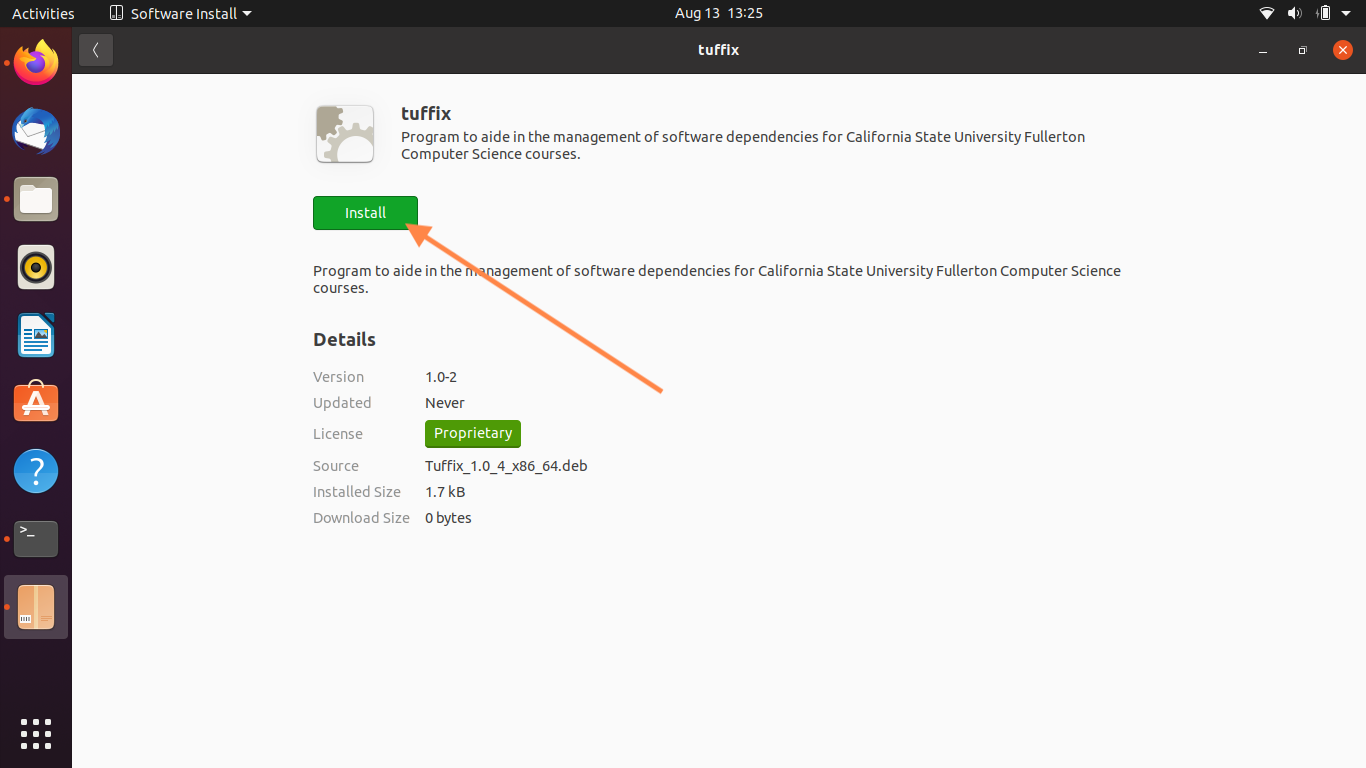 Activities
Software Install
Aug 13 13:25
tuffix
tuffix
Program to aide in the management of software dependencies for California State University Fullerton
Computer Science courses.
Install
Program to aide in the management of software dependencies for California State University Fullerton Computer Science
courses.
Details
Version 1.0-2
Updated Never
License Proprietary
Source Tuffix_1.0_4_x86_64.deb
Installed Size 1.7 kB
Download Size 0 bytes